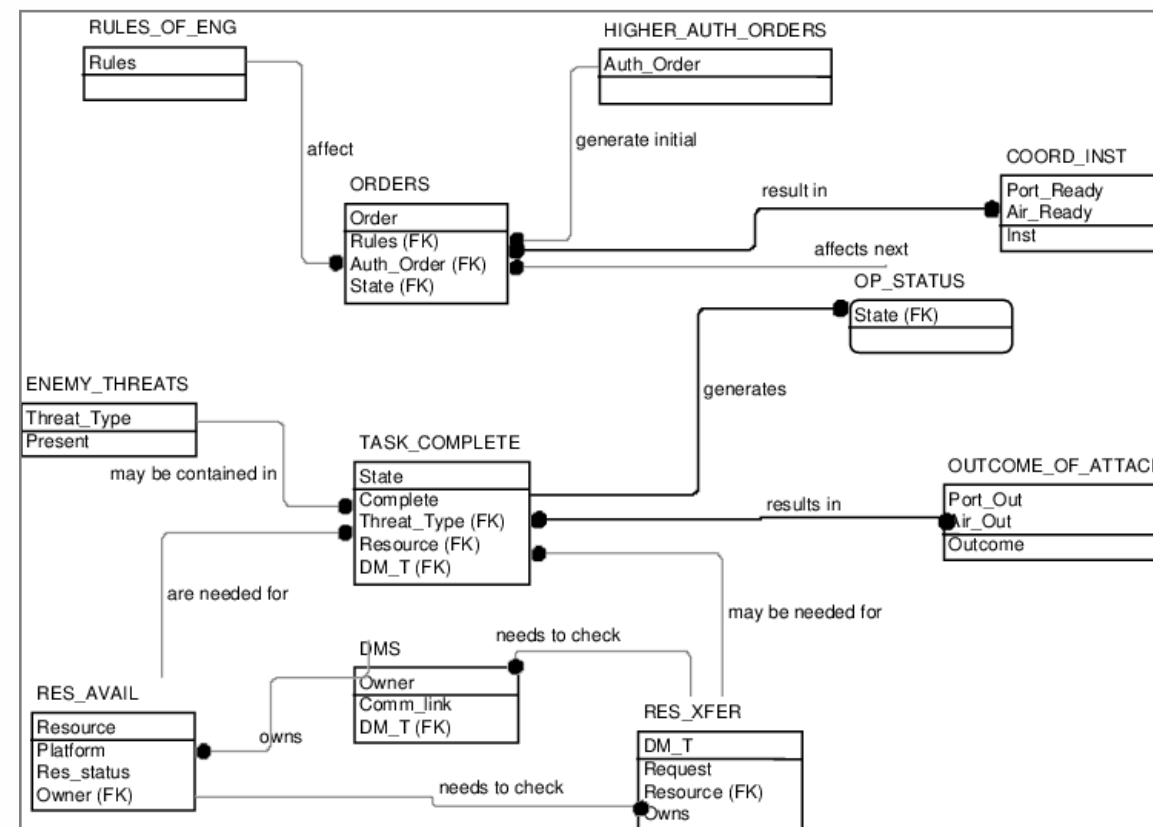 RULES_OF_ENG
Rules
HIGHER_AUTH_ORDERS
Auth_Order
affect
generate initial
COORD_INST
Port_Ready
Air_Ready
Inst
result in
ORDERS
Order
Rules (FK)
Auth_Order (FK)
State (FK)
affects next
OP_STATUS
State (FK)
generates
ENEMY_THREATS
Threat_Type
Present
may be contained in
TASK_COMPLETE
State
Complete
Threat_Type (FK)
Resource (FK)
DM_T (FK)
results in
OUTCOME_OF_ATTACK
Port_Out
Air_Out
Outcome
are needed for
may be needed for
needs to check
DMS
Owner
Comm_link
DM_T (FK)
owns
RES_AVAIL
Resource
Platform
Res_status
Owner (FK)
needs to check
RES_XFER
DM_T
Request
Resource (FK)
Owns